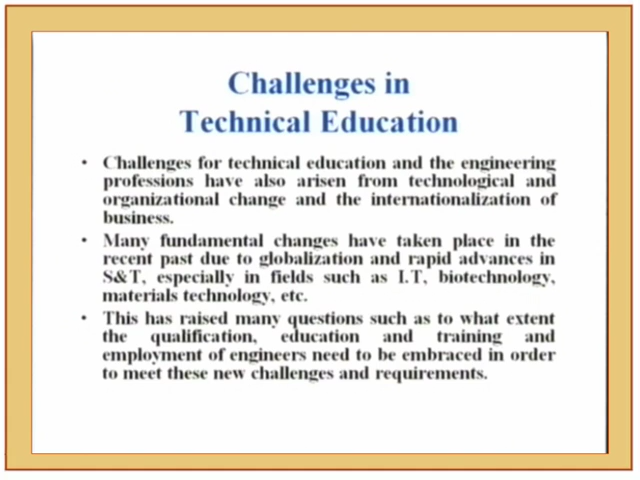 Challenges in
Technical Education
• Challenges for technical education and the engineering
professions have also arisen from technological and
organizational change and the internationalization of
business.
• Many fundamental changes have taken place in the
recent past due to globalization and rapid advances in
S&T, especially in fields such as I.T, biotechnology,
materials technology, etc.
• This has raised many questions such as to what extent
the qualification, education and training and
employment of engineers need to be embraced in order
to meet these new challenges and requirements.